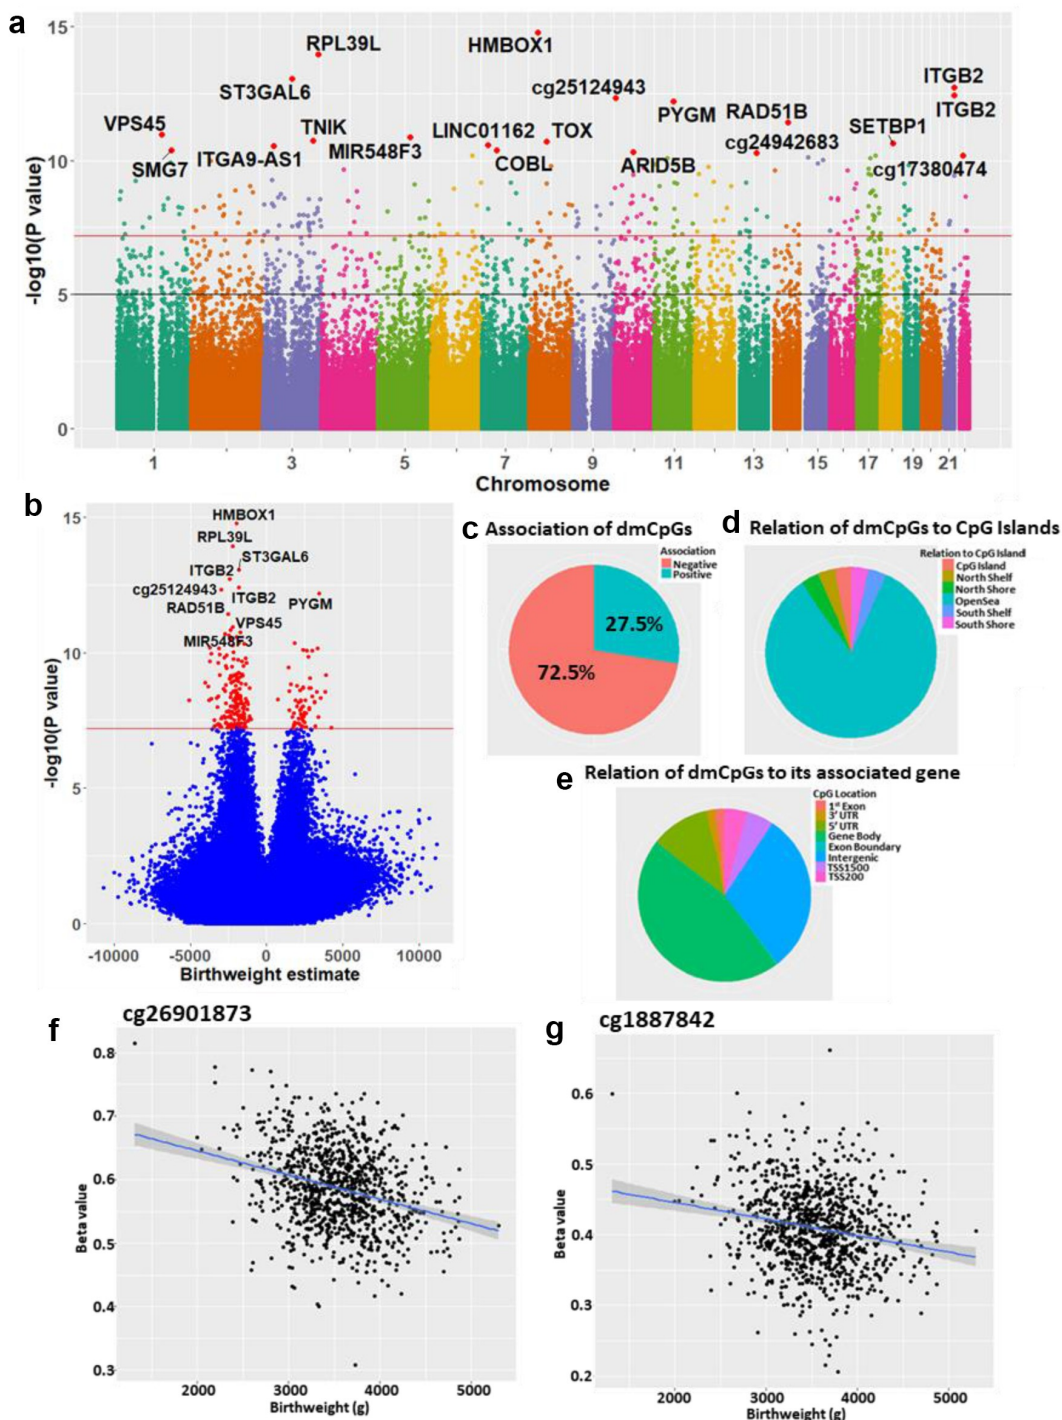 a
15
RPL39L
HMBOX1
ST3GAL6
cg25124943
ITGB2
ITGB2
VPS45
TNIK
LINC01162
TOX
PYGM
RAD51B
SETBP1
SMG7
ITGA9-AS1
MIR548F3
COBL
ARID5B
cg24942683
cg17380474
10
5
0
-log10(P value)
1 3 5 7 9 11 13 15 17 19 21
Chromosome
b
15
HMBOX1
RPL39L
ST3GAL6
ITGB2
cg25124943
ITGB2
PYGM
RAD51B
VPS45
MIR548F3
10
5
0
-log10(P value)
-10000 -5000 0 5000 10000
Birthweight estimate
c Association of dmCpGs
Association
Negative
Positive
27.5%
72.5%
d Relation of dmCpGs to CpG Islands
Relation to CpG Island
CpG Island
North Shelf
North Shore
OpenSea
South Shelf
South Shore
e Relation of dmCpGs to its associated gene
CpG Location
1st Exon
3' UTR
5' UTR
Gene Body
Exon Boundary
Intergenic
TSS1500
TSS200
f cg26901873
0.8
0.7
0.6
0.5
0.4
0.3
Beta value
2000 3000 4000 5000
Birthweight (g)
g cg1887842
0.6
0.5
0.4
0.3
0.2
Beta value
2000 3000 4000 5000
Birthweight (g)